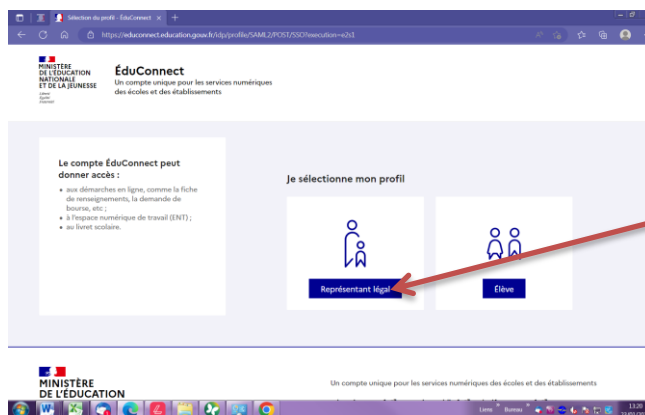 Sélection du profil - ÉduConnect
https://educonnect.education.gouv.fr/idp/profile/SAML2/POST/SSO?execution=e2s1
MINISTÈRE
DE L'ÉDUCATION
NATIONALE
ET DE LA JEUNESSE
Liberté
Égalité
Fraternité
ÉduConnect
Un compte unique pour les services numériques
des écoles et des établissements
Le compte ÉduConnect peut
donner accès :
• aux démarches en ligne, comme la fiche
de renseignements, la demande de
bourse, etc ;
• à l'espace numérique de travail (ENT) ;
• au livret scolaire.
Je sélectionne mon profil
Représentant légal
Élève
MINISTÈRE
DE L'ÉDUCATION
Un compte unique pour les services numériques des écoles et des établissements
Liens
Bureau
13:20